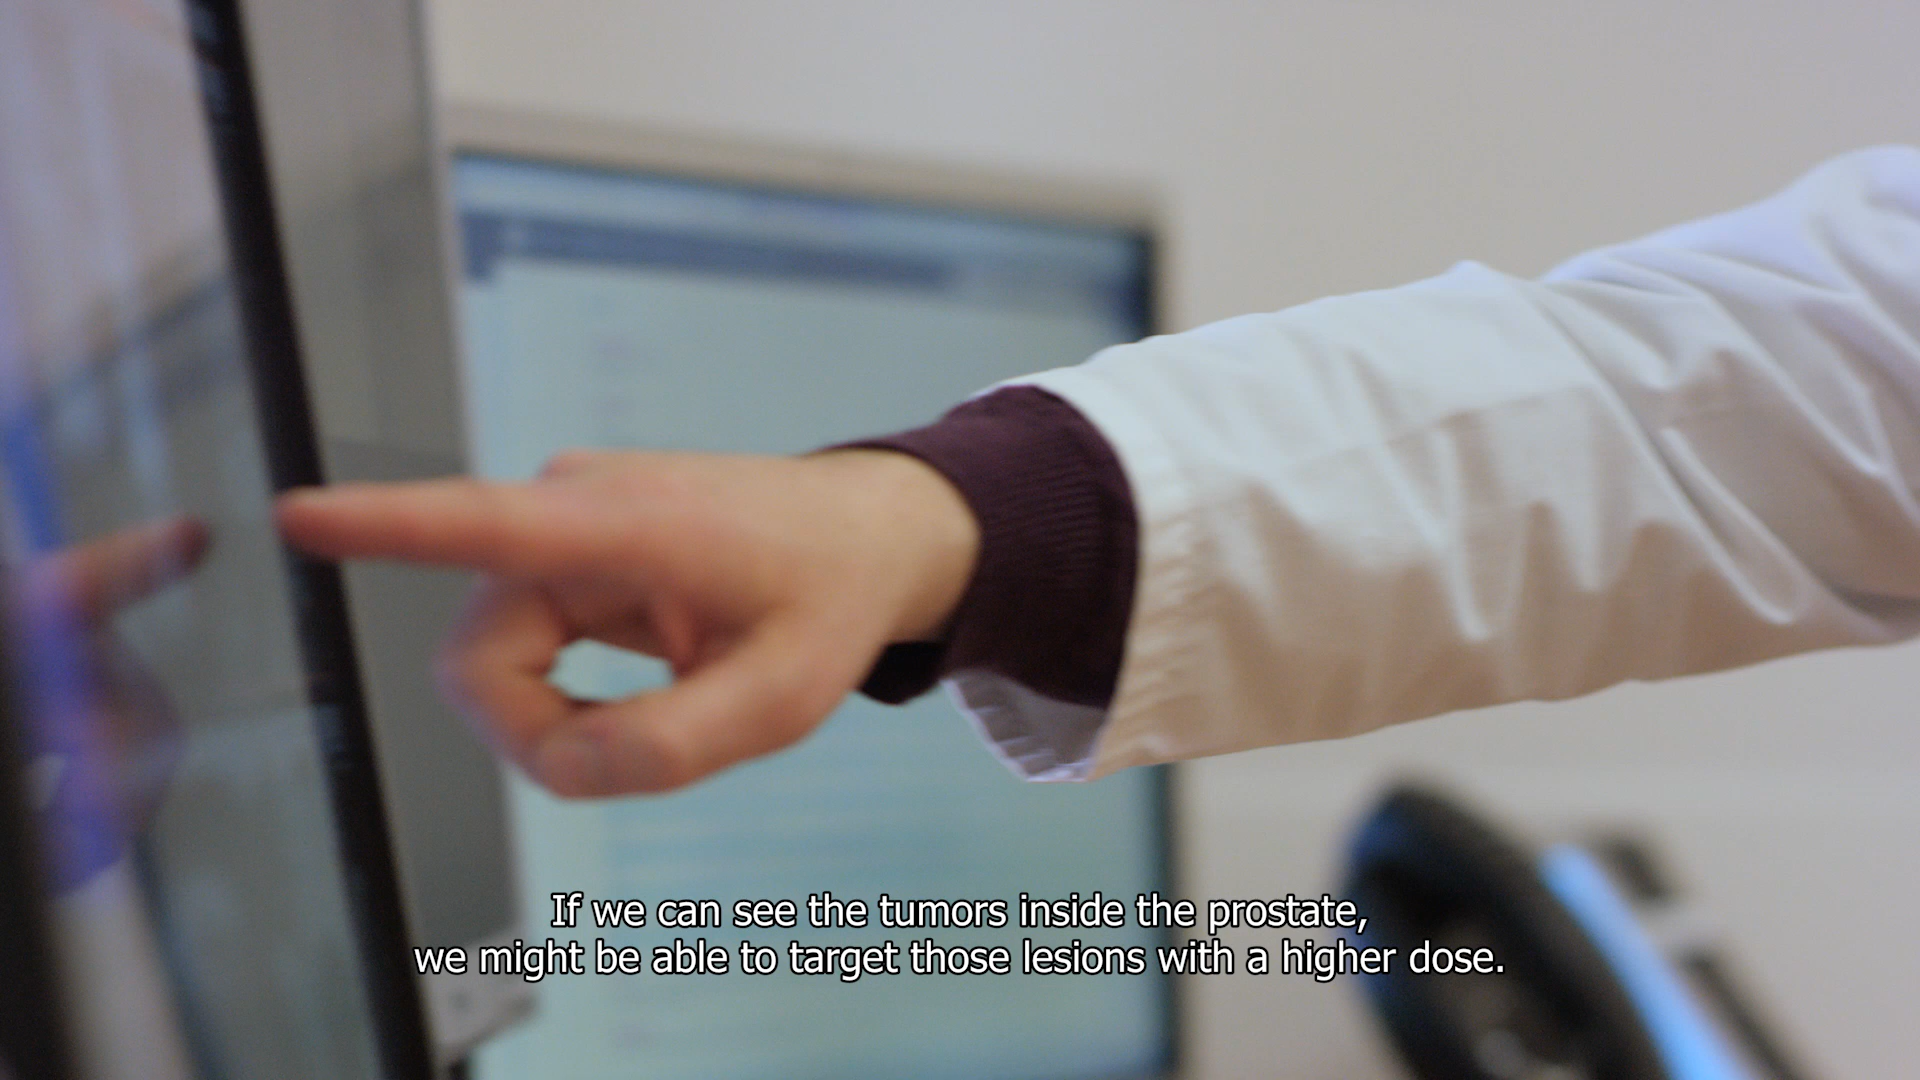 If we can see the tumors inside the prostate,
we might be able to target those lesions with a higher dose.